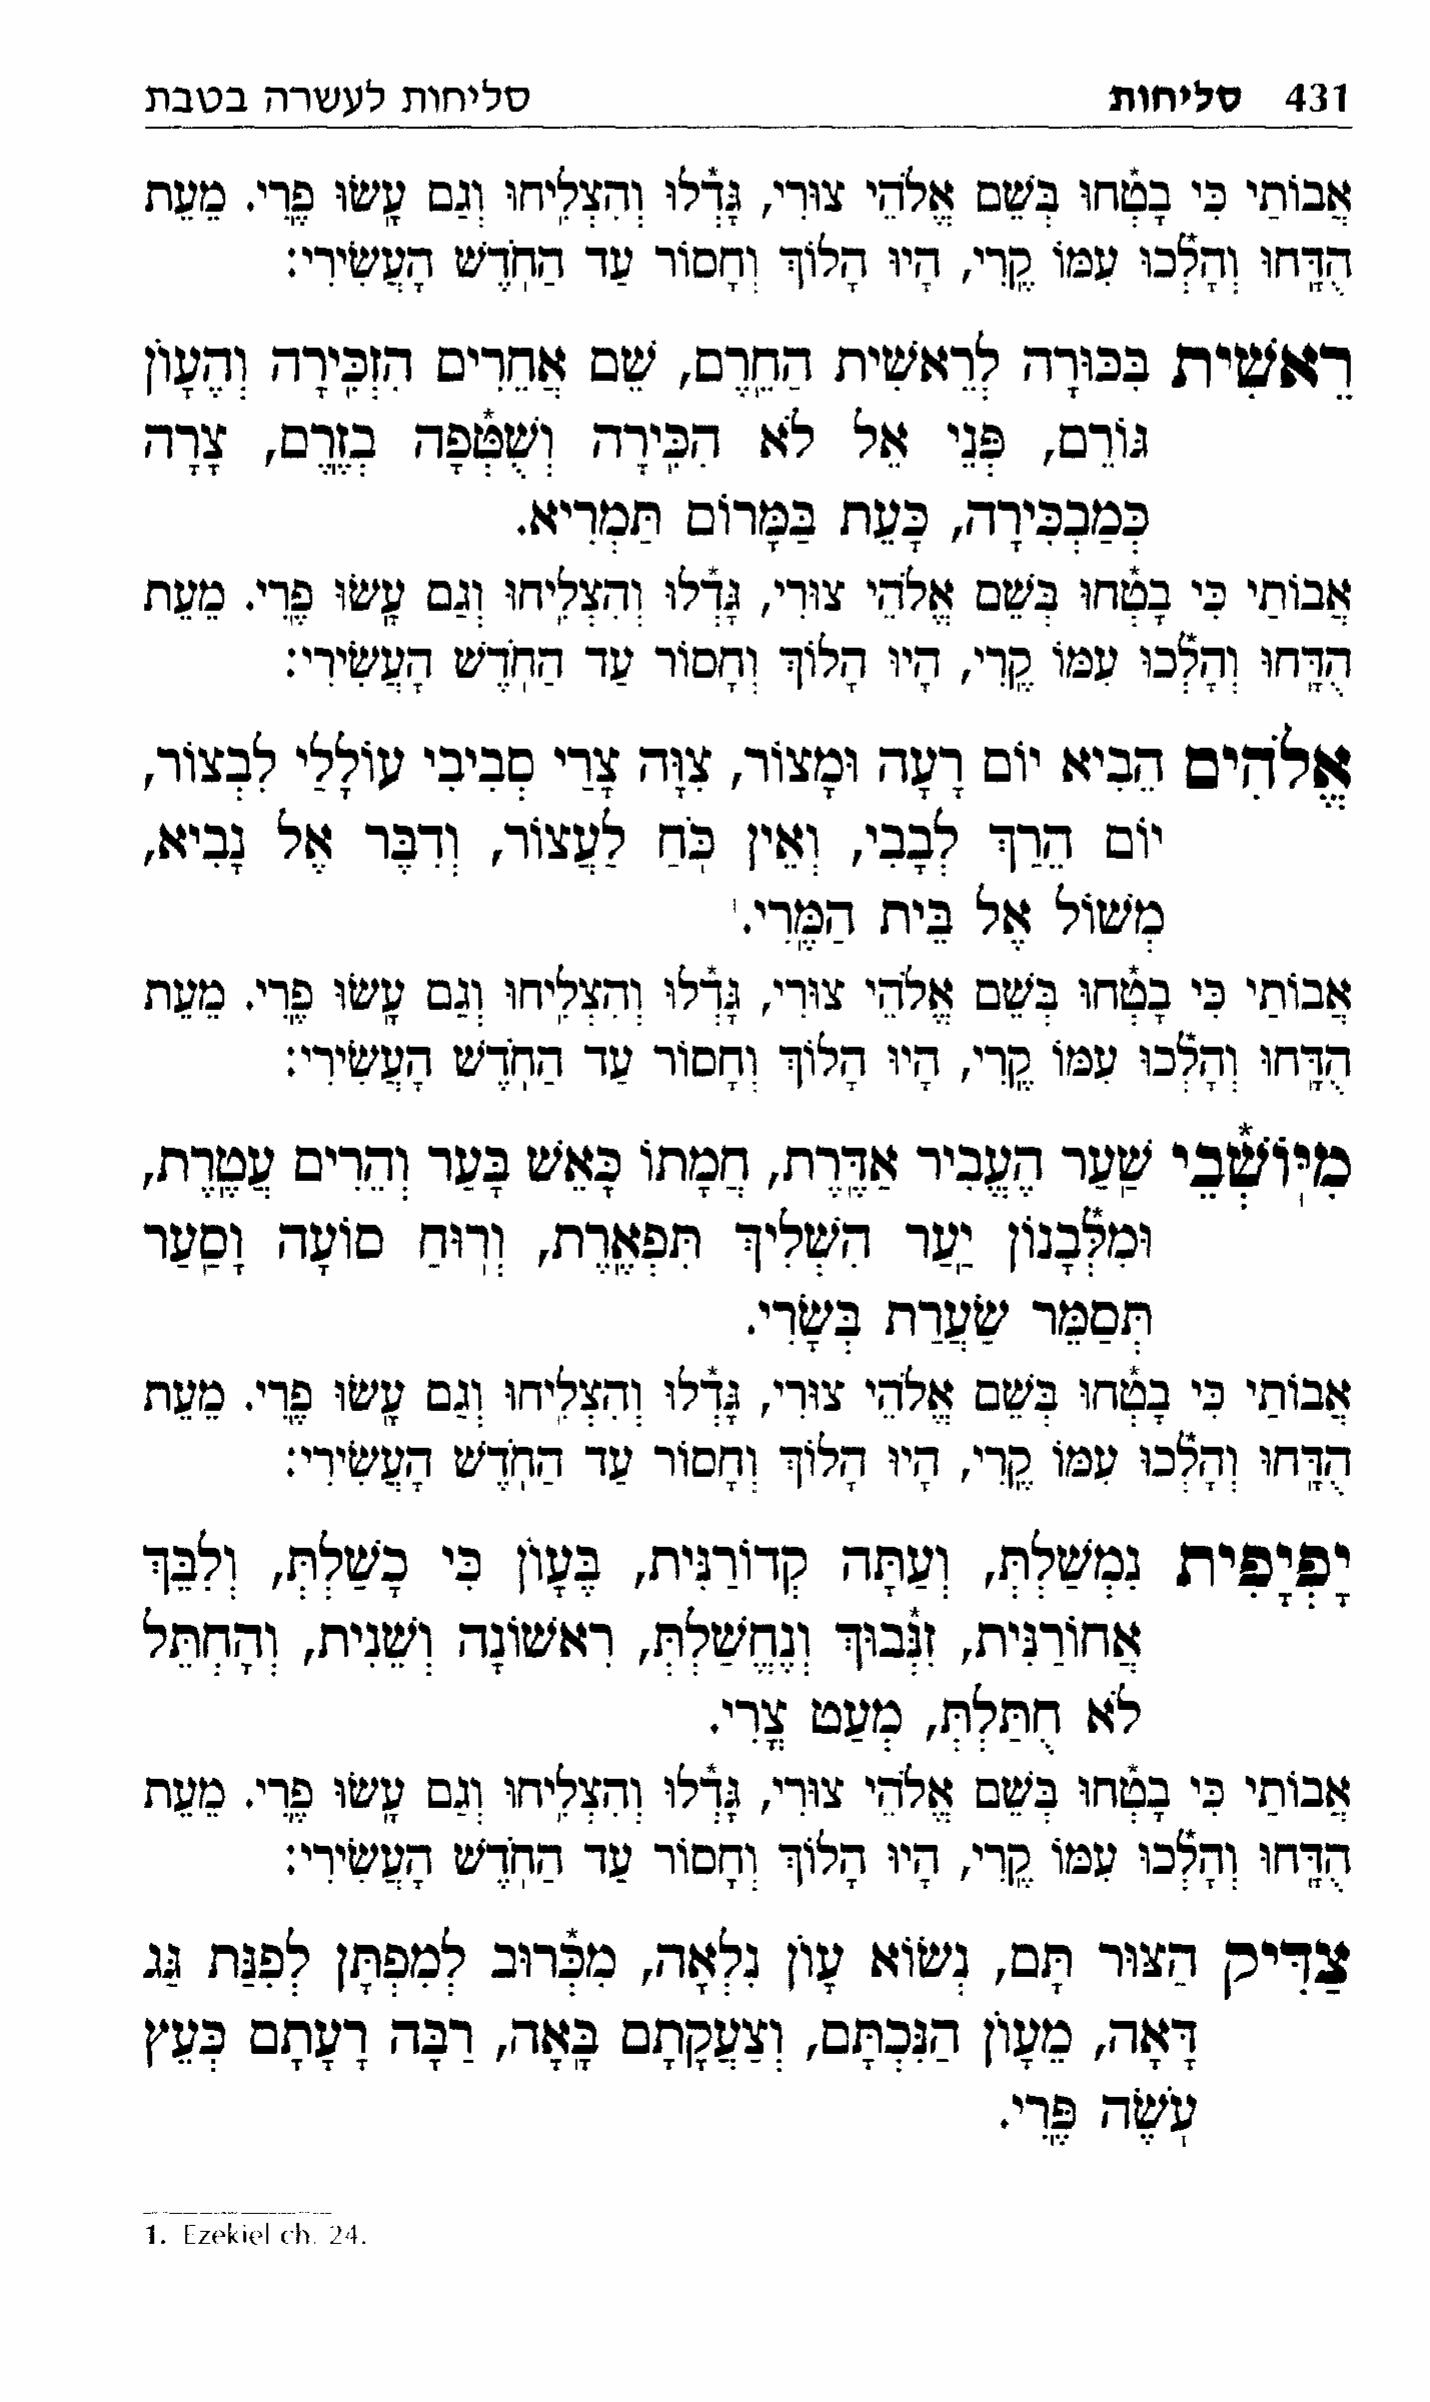 431 סליחות סליחות לעשרה בטבת
אֲבוֹתַי כִּי בָטְחוּ בְּשֵׁם אֱלֹהֵי צוּרִי, גָּדְלוּ וְהִצְלִיחוּ וְגַם עָשׂוּ פֶרִי. מֵעֵת
הֻדָּחוּ וְהָלְכוּ עִמּוֹ קֶרִי, הָיוּ הָלוֹךְ וְחָסוֹר עַד הַחֹדֶשׁ הָעֲשִׂירִי:
רֵאשִׁית בִּכּוּרָהּ לְרֵאשִׁית הַחֵרֶם, שֵׁם אֲחֵרִים הִזְכִּירָה וְהֶעָוֹן
גּוֹרֵם, פְּנֵי אֵל לֹא הִכִּירָה וְשֻׁטְּפָה בְזֶרֶם, צָרָה
כְּמַבְכִּירָה, כָּעֵת בַּמָּרוֹם תַּמְרִיא.
אֲבוֹתַי כִּי בָטְחוּ בְּשֵׁם אֱלֹהֵי צוּרִי, גָּדְלוּ וְהִצְלִיחוּ וְגַם עָשׂוּ פֶרִי. מֵעֵת
הֻדָּחוּ וְהָלְכוּ עִמּוֹ קֶרִי, הָיוּ הָלוֹךְ וְחָסוֹר עַד הַחֹדֶשׁ הָעֲשִׂירִי:
אֱלֹהִים הֵבִיא יוֹם רָעָה וּמָצוֹר, צִוָּה צָרַי סְבִיבִי עוֹלָלַי לִבְצוֹר,
יוֹם הֵרַךְ לְבָבִי, וְאֵין כֹּחַ לַעֲצוֹר, וְדִבֶּר אֶל נָבִיא,
מְשׁוֹל אֶל בֵּית הַמֶּרִי.¹
אֲבוֹתַי כִּי בָטְחוּ בְּשֵׁם אֱלֹהֵי צוּרִי, גָּדְלוּ וְהִצְלִיחוּ וְגַם עָשׂוּ פֶרִי. מֵעֵת
הֻדָּחוּ וְהָלְכוּ עִמּוֹ קֶרִי, הָיוּ הָלוֹךְ וְחָסוֹר עַד הַחֹדֶשׁ הָעֲשִׂירִי:
מִיּוֹשְׁבֵי שַׁעַר הֶעֱבִיר אַדֶּרֶת, חֲמָתוֹ כָּאֵשׁ בָּעַר וְהֵרִים עֲטֶרֶת,
וּמִלְּבָנוֹן יַעַר הִשְׁלִיךְ תִּפְאֶרֶת, וְרוּחַ סוֹעָה וָסַעַר
תְּסַמֵּר שַׂעֲרַת בְּשָׂרִי.
אֲבוֹתַי כִּי בָטְחוּ בְּשֵׁם אֱלֹהֵי צוּרִי, גָּדְלוּ וְהִצְלִיחוּ וְגַם עָשׂוּ פֶרִי. מֵעֵת
הֻדָּחוּ וְהָלְכוּ עִמּוֹ קֶרִי, הָיוּ הָלוֹךְ וְחָסוֹר עַד הַחֹדֶשׁ הָעֲשִׂירִי:
יְפֵיפִית נִמְשַׁלְתְּ, וְעַתָּה קְדוֹרַנִּית, בֶּעָוֹן כִּי כָשַׁלְתְּ, וְלִבֵּךְ
אֲחוֹרַנִּית, זִנְּבוּךְ וְנֶחֱשַׁלְתְּ, רִאשׁוֹנָה וְשֵׁנִית, וְהָחְתֵּל
לֹא חֻתַּלְתְּ, מְעַט צֳרִי.
אֲבוֹתַי כִּי בָטְחוּ בְּשֵׁם אֱלֹהֵי צוּרִי, גָּדְלוּ וְהִצְלִיחוּ וְגַם עָשׂוּ פֶרִי. מֵעֵת
הֻדָּחוּ וְהָלְכוּ עִמּוֹ קֶרִי, הָיוּ הָלוֹךְ וְחָסוֹר עַד הַחֹדֶשׁ הָעֲשִׂירִי:
צַדִּיק הַצּוּר תָּם, נְשׂוֹא עָוֹן נִלְאָה, מִכְּרוּב לְמִפְתָּן לְפִנַּת גַּג
דָּאָה, מֵעָוֹן הַנִּכְתָּם, וְצַעֲקָתָם בָּאָה, רַבָּה רָעָתָם כְּעֵץ
עֹשֶׂה פֶּרִי.
1. Ezekiel ch. 24.